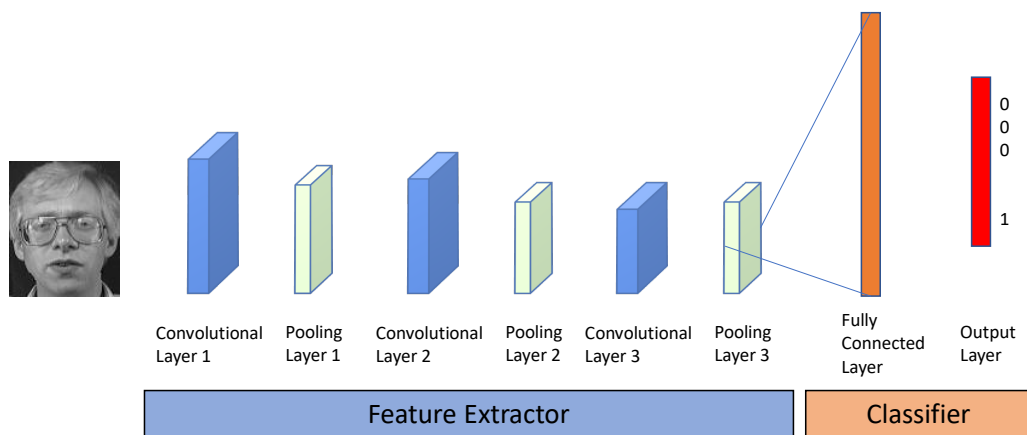 0
0
0
1
Convolutional
Layer 1
Pooling
Layer 1
Convolutional
Layer 2
Pooling
Layer 2
Convolutional
Layer 3
Pooling
Layer 3
Fully
Connected
Layer
Output
Layer
Feature Extractor
Classifier